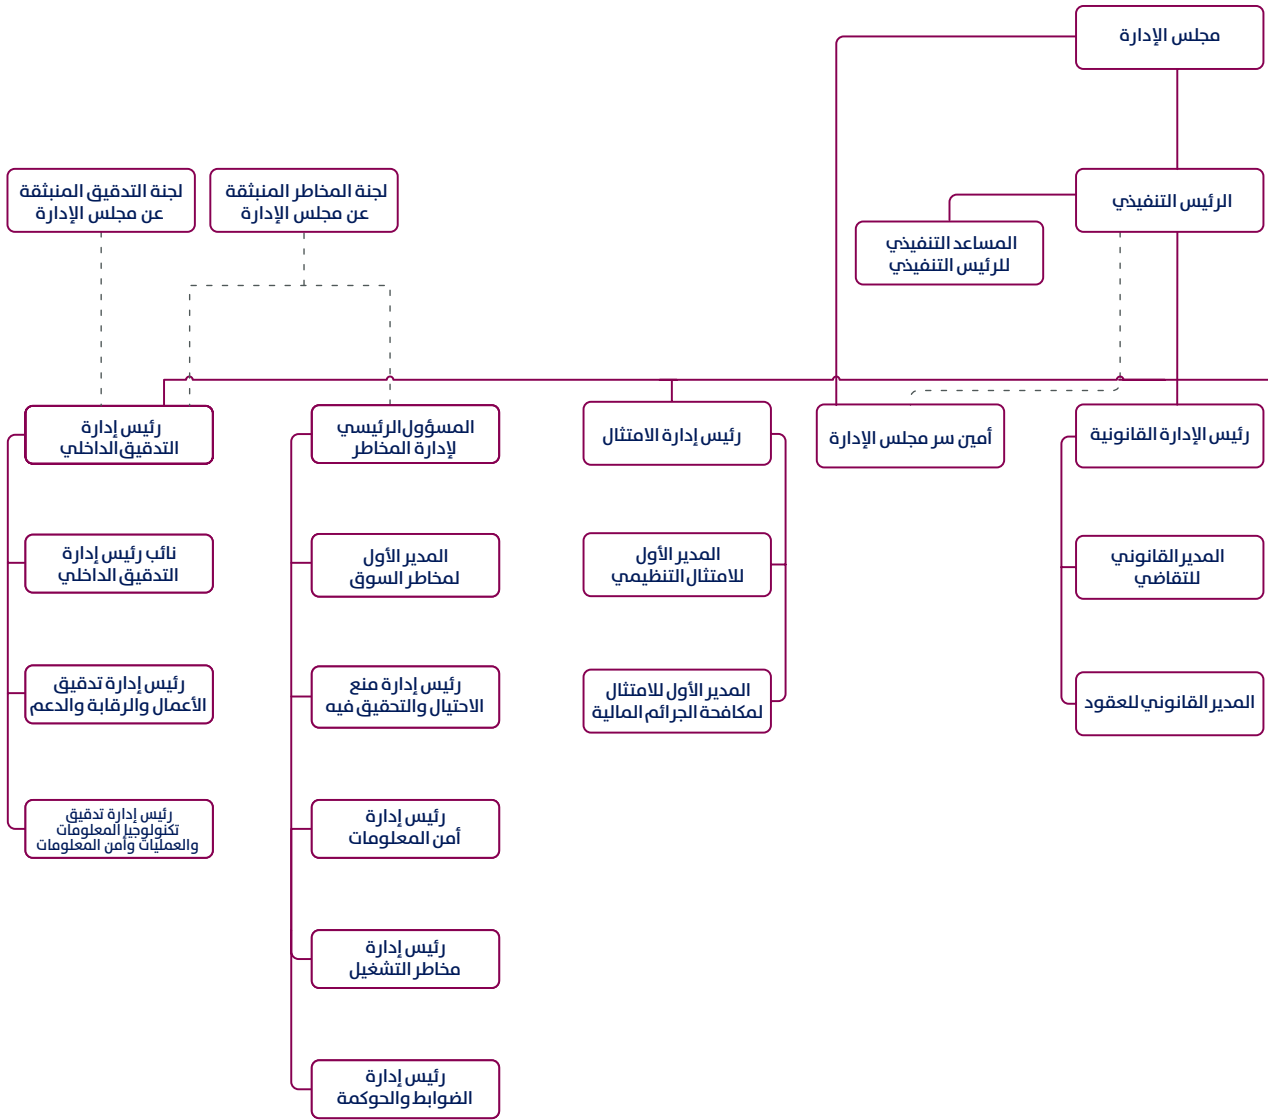 مجلس الإدارة
الرئيس التنفيذي
لجنة المخاطر المنبثقة
عن مجلس الإدارة
لجنة التدقيق المنبثقة
عن مجلس الإدارة
المساعد التنفيذي
للرئيس التنفيذي
رئيس الإدارة القانونية
أمين سر مجلس الإدارة
رئيس إدارة الامتثال
المسؤول الرئيسي
لإدارة المخاطر
رئيس إدارة
التدقيق الداخلي
المدير القانوني
للتقاضي
المدير الأول
للامتثال التنظيمي
المدير الأول
لمخاطر السوق
نائب رئيس إدارة
التدقيق الداخلي
المدير القانوني للعقود
المدير الأول للامتثال
لمكافحة الجرائم المالية
رئيس إدارة منع
الاحتيال والتحقيق فيه
رئيس إدارة تدقيق
الأعمال والرقابة والدعم
رئيس إدارة
أمن المعلومات
رئيس إدارة تدقيق
تكنولوجيا المعلومات
والعمليات وأمن المعلومات
رئيس إدارة
مخاطر التشغيل
رئيس إدارة
الضوابط والحوكمة